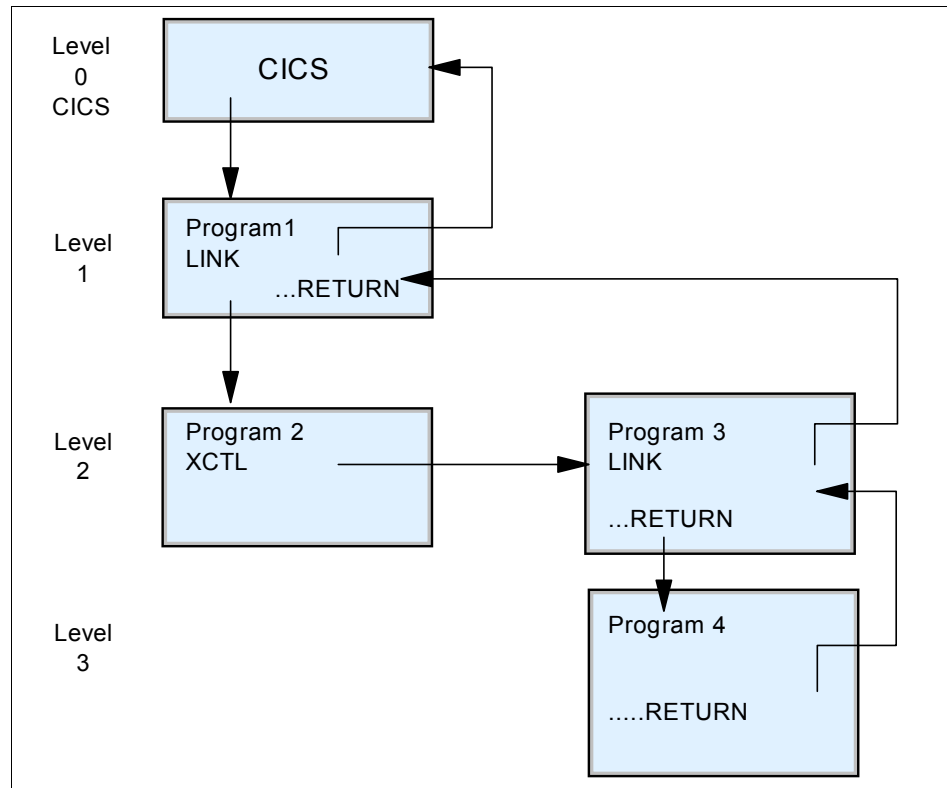 Level
0
CICS
CICS
Level
1
Program1
LINK
...RETURN
Level
2
Program 2
XCTL
Program 3
LINK
...RETURN
Level
3
Program 4
.....RETURN